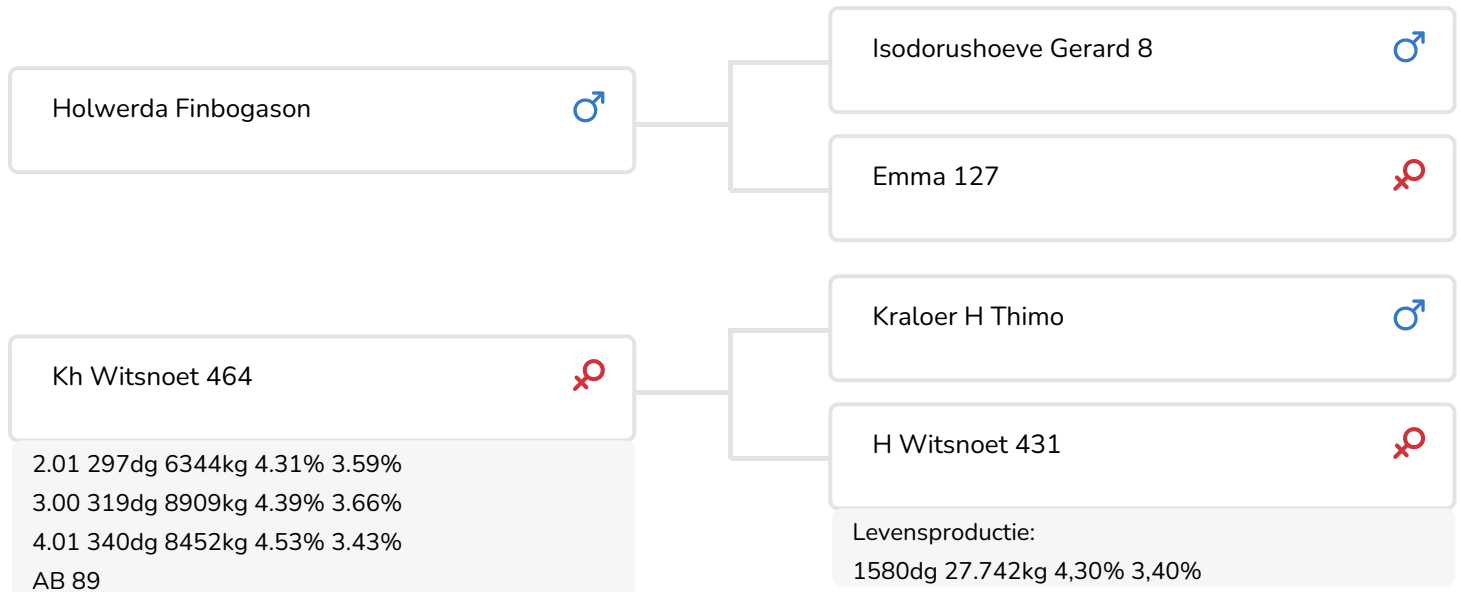 Holwerda Finbogason
Isodorushoeve Gerard 8
Emma 127
Kh Witsnoet 464
2.01 297dg 6344kg 4.31% 3.59%
3.00 319dg 8909kg 4.39% 3.66%
4.01 340dg 8452kg 4.53% 3.43%
AB 89
Kraloer H Thimo
H Witsnoet 431
Levensproductie:
1580dg 27.742kg 4,30% 3,40%